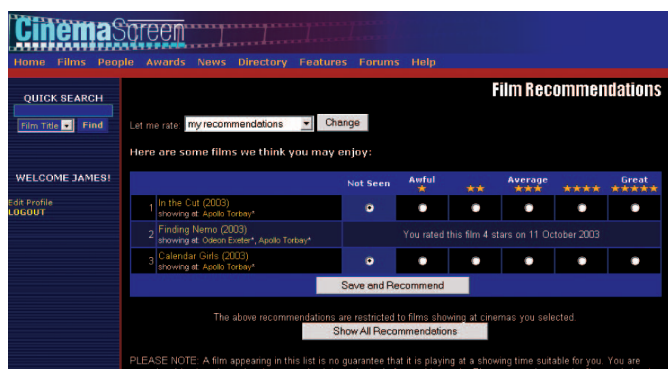 CinemaScreen
Home Films People Awards News Directory Features Forums Help
Film Recommendations
QUICK SEARCH
Film Title Find
WELCOME JAMES!
Edit Profile
LOGOUT
Let me rate: my recommendations Change
Here are some films we think you may enjoy:
Not Seen Awful ★ ★★ Average ★★★ ★★★★ Great ★★★★★
1 In the Cut (2003)
showing at: Apollo Torbay*
2 Finding Nemo (2003)
showing at: Odeon Exeter*, Apollo Torbay*
You rated this film 4 stars on 11 October 2003
3 Calendar Girls (2003)
showing at: Apollo Torbay*
Save and Recommend
The above recommendations are restricted to films showing at cinemas you selected.
Show All Recommendations
PLEASE NOTE: A film appearing in this list is no guarantee that it is playing at a showing time suitable for you. You are